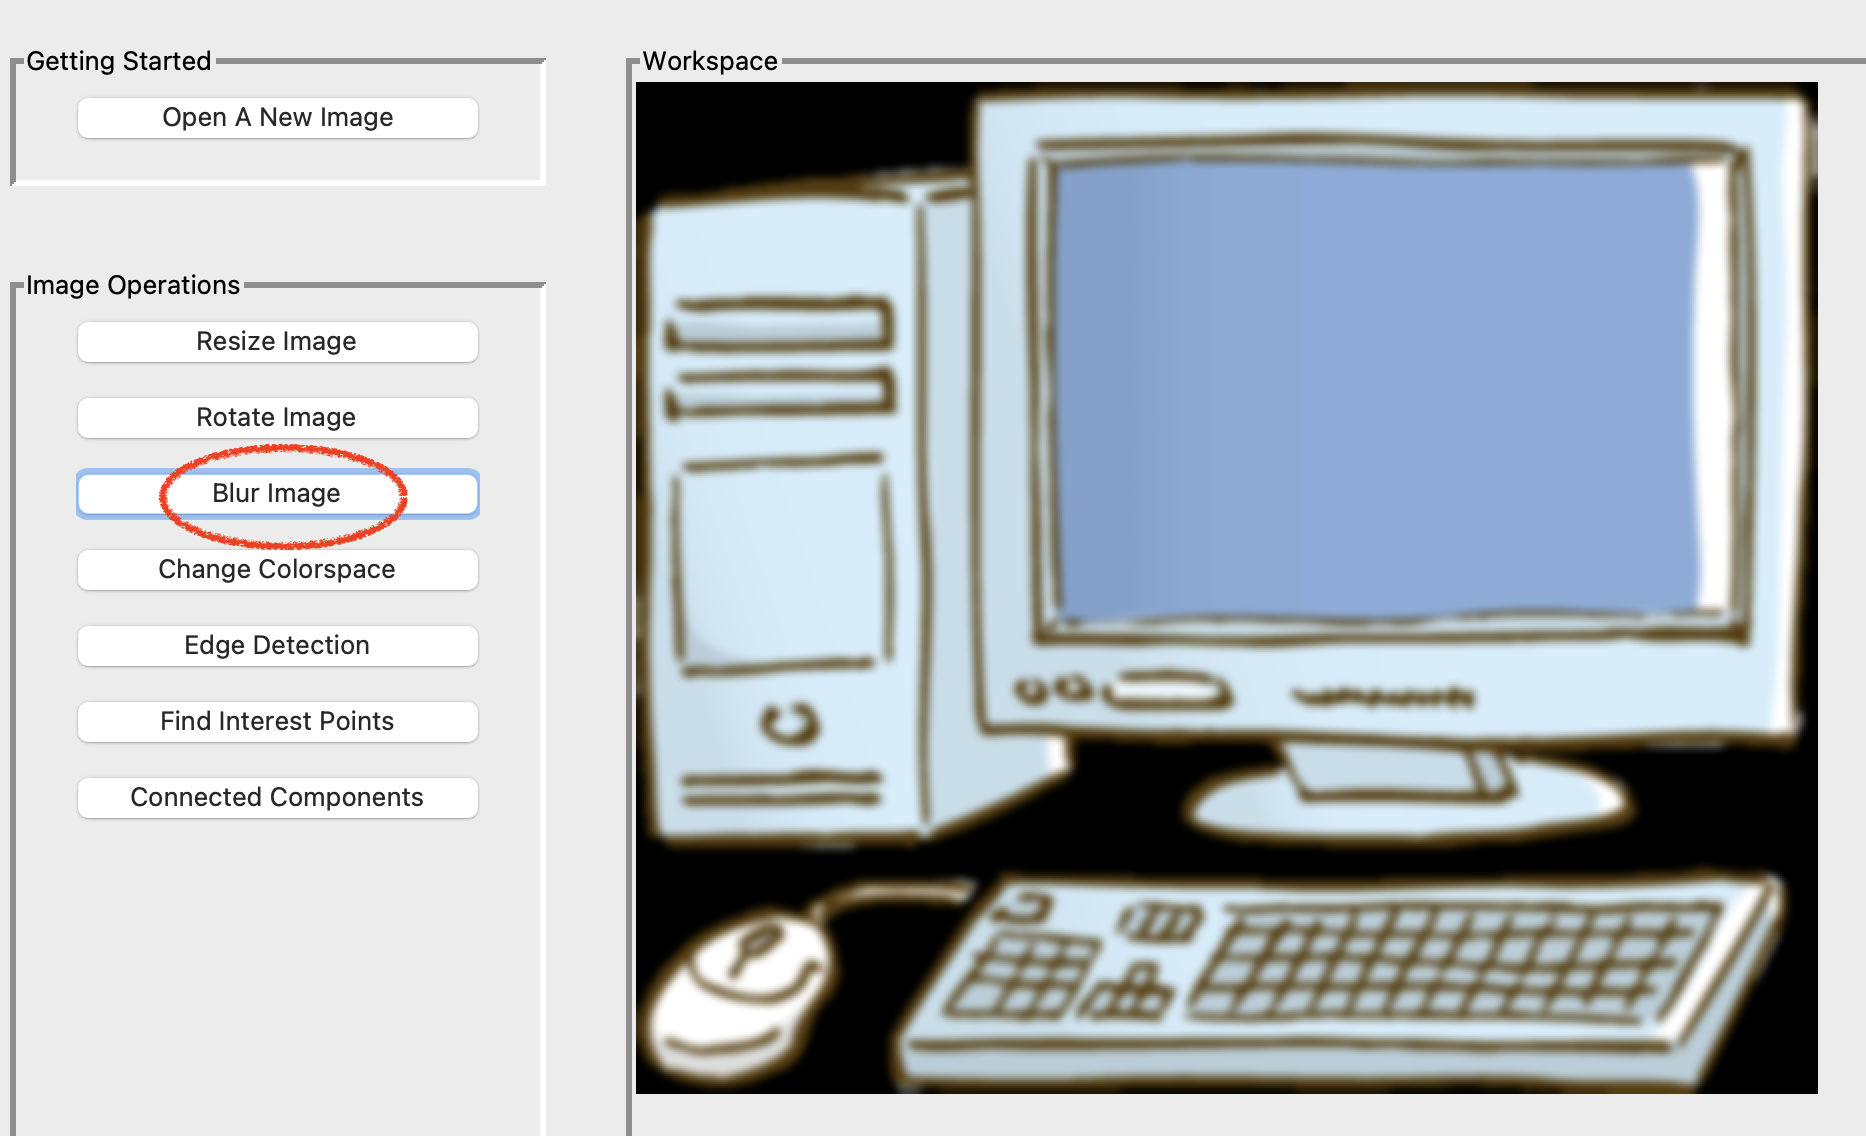 Getting Started
Open A New Image
Image Operations
Resize Image
Rotate Image
Blur Image
Change Colorspace
Edge Detection
Find Interest Points
Connected Components
Workspace